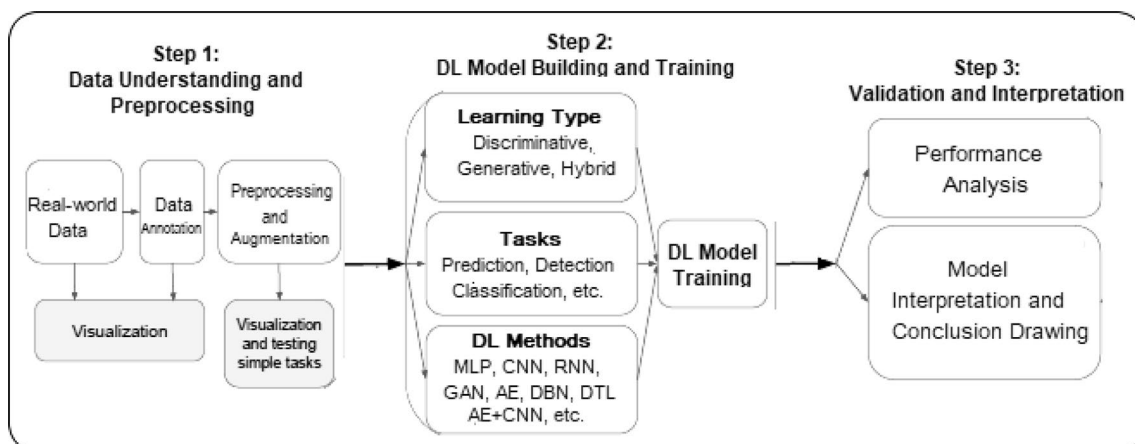 Step 1:
Data Understanding and
Preprocessing
Real-world
Data
Data
Annotation
Preprocessing
and
Augmentation
Visualization
Visualization
and testing
simple tasks
Step 2:
DL Model Building and Training
Learning Type
Discriminative,
Generative, Hybrid
Tasks
Prediction, Detection
Classification, etc.
DL Methods
MLP, CNN, RNN,
GAN, AE, DBN, DTL
AE+CNN, etc.
DL Model
Training
Step 3:
Validation and Interpretation
Performance
Analysis
Model
Interpretation and
Conclusion Drawing